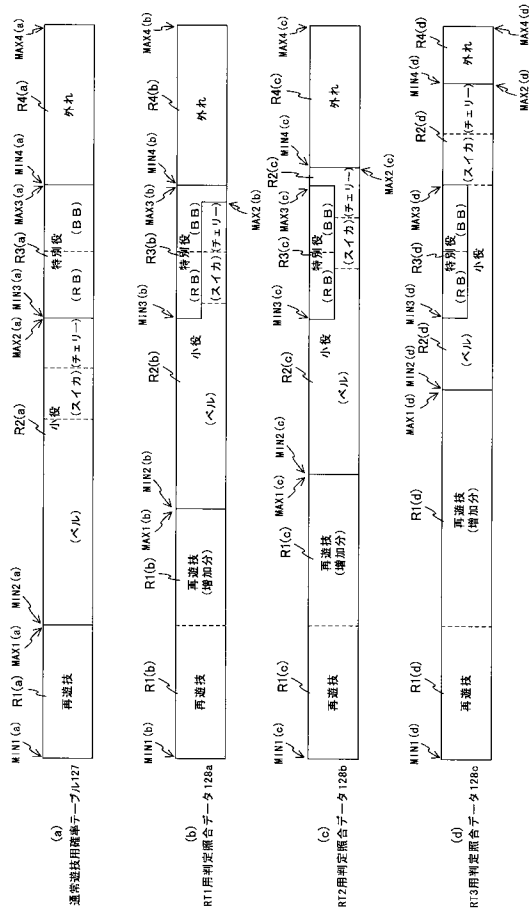 (a)
通常遊技用確率テーブル127
MIN1(a)
R1(a)
MAX1(a)
MIN2(a)
R2(a)
MAX2(a)
MIN3(a)
R3(a)
MAX3(a)
MIN4(a)
R4(a)
MAX4(a)
再遊技
小役
(ベル)
(スイカ)
(チェリー)
特別役
(RB)
(BB)
外れ
(b)
RT1用判定照合データ128a
MIN1(b)
R1(b)
R1(b)
MAX1(b)
MIN2(b)
R2(b)
MIN3(b)
R3(b)
MAX3(b)
MIN4(b)
R4(b)
MAX4(b)
再遊技
再遊技
(増加分)
小役
(ベル)
特別役
(RB)
(BB)
(スイカ)
(チェリー)
外れ
MAX2(b)
(c)
RT2用判定照合データ128b
MIN1(c)
R1(c)
R1(c)
MAX1(c)
MIN2(c)
R2(c)
MIN3(c)
R3(c)
MAX3(c)
R2(c)
MIN4(c)
R4(c)
MAX4(c)
再遊技
再遊技
(増加分)
小役
(ベル)
特別役
(RB)
(BB)
(スイカ)
(チェリー)
外れ
MAX2(c)
(d)
RT3用判定照合データ128c
MIN1(d)
R1(d)
R1(d)
MAX1(d)
MIN2(d)
R2(d)
MIN3(d)
R3(d)
MAX3(d)
R2(d)
MIN4(d)
R4(d)
再遊技
再遊技
(増加分)
(ベル)
特別役
(RB)
(BB)
小役
(スイカ)
(チェリー)
外れ
MAX2(d)
MAX4(d)